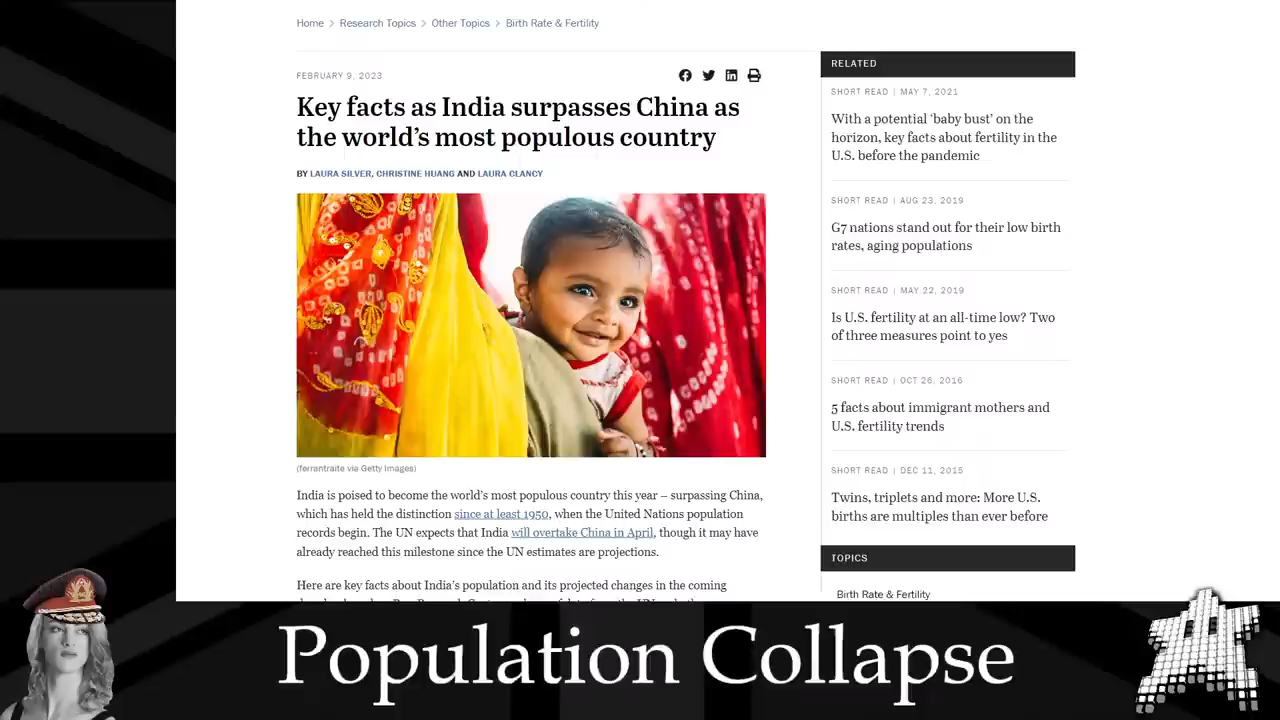 Home > Research Topics > Other Topics > Birth Rate & Fertility
FEBRUARY 9, 2023
Key facts as India surpasses China as
the world's most populous country
BY LAURA SILVER, CHRISTINE HUANG AND LAURA CLANCY
(ferrantraite via Getty Images)
India is poised to become the world's most populous country this year – surpassing China,
which has held the distinction since at least 1950, when the United Nations population
records begin. The UN expects that India will overtake China in April, though it may have
already reached this milestone since the UN estimates are projections.
Here are key facts about India's population and its projected changes in the coming
RELATED
SHORT READ | MAY 7, 2021
With a potential 'baby bust' on the
horizon, key facts about fertility in the
U.S. before the pandemic
SHORT READ | AUG 23, 2019
G7 nations stand out for their low birth
rates, aging populations
SHORT READ | MAY 22, 2019
Is U.S. fertility at an all-time low? Two
of three measures point to yes
SHORT READ | OCT 26, 2016
5 facts about immigrant mothers and
U.S. fertility trends
SHORT READ | DEC 11, 2015
Twins, triplets and more: More U.S.
births are multiples than ever before
TOPICS
Birth Rate & Fertility
Population Collapse